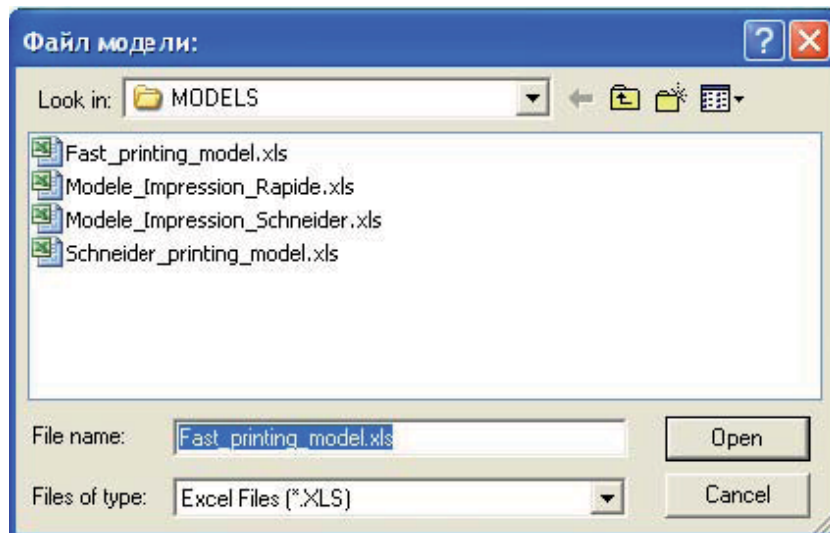 Файл модели:
Look in: MODELS
Fast_printing_model.xls
Modele_Impression_Rapide.xls
Modele_Impression_Schneider.xls
Schneider_printing_model.xls
File name: Fast_printing_model.xls Open
Files of type: Excel Files (*.XLS) Cancel